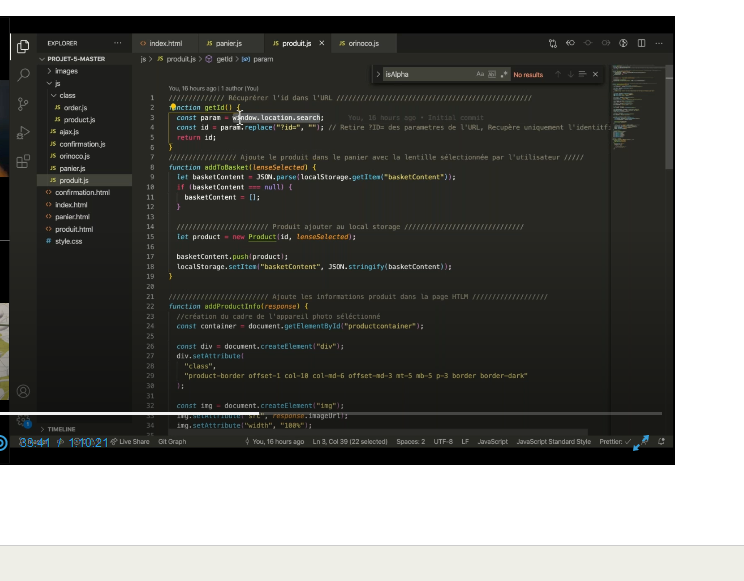 EXPLORER ···
PROJET-5-MASTER
images
js
class
JS order.js
JS product.js
JS ajax.js
JS confirmation.js
JS orinoco.js
JS panier.js
JS produit.js
<> confirmation.html
<> index.html
<> panier.html
<> produit.html
# style.css
TIMELINE
<> index.html JS panier.js JS produit.js × JS orinoco.js
js > JS produit.js > getId > param
> isAlpha Aa Ab .* No results
You, 16 hours ago | 1 author (You)
1 ////////////// Récuprérer l'id dans l'URL /////////////////////////////////////////////////
2 function getId() {
3 const param = window.location.search; You, 16 hours ago • Initial commit
4 const id = param.replace("?id=", ""); // Retire ?ID= des parametres de l'URL, Recupère uniquement l'identifi
5 return id;
6 }
7 //////////////// Ajoute le produit dans le panier avec la lentille sélectionnée par l'utilisateur /////
8 function addToBasket(lenseSelected) {
9 let basketContent = JSON.parse(localStorage.getItem("basketContent"));
10 if (basketContent === null) {
11 basketContent = [];
12 }
13
14 /////////////////////// Produit ajouter au local storage //////////////////////////////
15 let product = new Product(id, lenseSelected);
16
17 basketContent.push(product);
18 localStorage.setItem("basketContent", JSON.stringify(basketContent));
19 }
20
21 ///////////////////////// Ajoute les informations produit dans la page HTLM ///////////////////
22 function addProductInfo(response) {
23 //création du cadre de l'appareil photo séléctionné
24 const container = document.getElementById("productcontainer");
25
26 const div = document.createElement("div");
27 div.setAttribute(
28 "class",
29 "product-border offset-1 col-10 col-md-6 offset-md-3 mt-5 mb-5 p-3 border border-dark"
30 );
31
32 const img = document.createElement("img");
33 img.setAttribute("src", response.imageUrl);
34 img.setAttribute("width", "100%");
35
38:41 / 1:10:21
Live Share Git Graph You, 16 hours ago Ln 3, Col 39 (22 selected) Spaces: 2 UTF-8 LF JavaScript JavaScript Standard Style Prettier: ✓